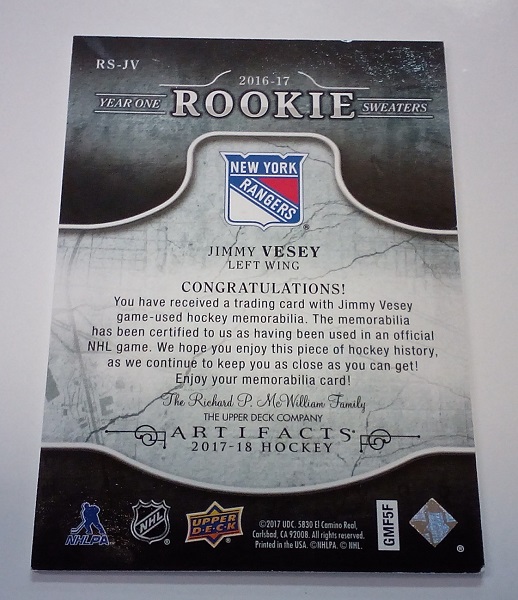 RS-JV
2016-17
YEAR ONE ROOKIE SWEATERS
NEW YORK
RANGERS
®
JIMMY VESEY
LEFT WING
CONGRATULATIONS!
You have received a trading card with Jimmy Vesey
game-used hockey memorabilia. The memorabilia
has been certified to us as having been used in an official
NHL game. We hope you enjoy this piece of hockey history,
as we continue to keep you as close as you can get!
Enjoy your memorabilia card!
The Richard P. McWilliam Family
THE UPPER DECK COMPANY
ARTIFACTS
2017-18 HOCKEY
NHLPA
NHL
UPPER
DECK
©2017 UDC. 5830 El Camino Real,
Carlsbad, CA 92008. All rights reserved.
Printed in the USA. ©NHLPA. © NHL.
GMF5F
®